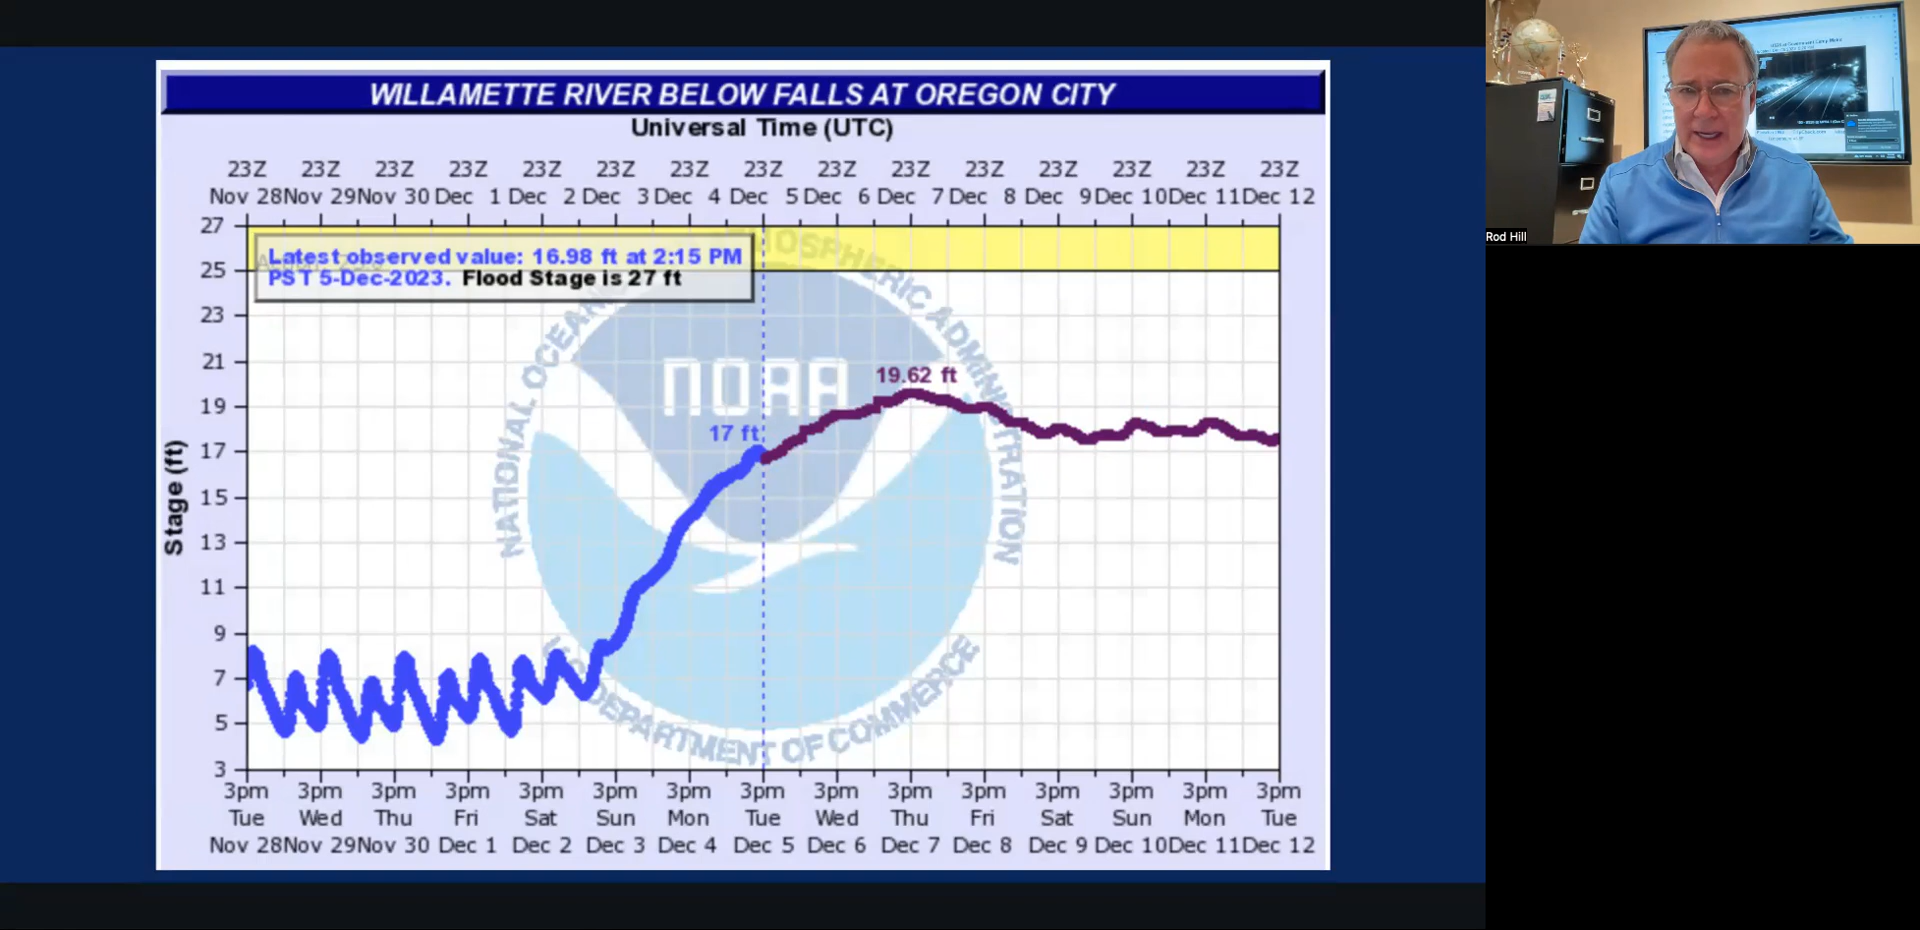 WILLAMETTE RIVER BELOW FALLS AT OREGON CITY
Universal Time (UTC)
23Z 23Z 23Z 23Z 23Z 23Z 23Z 23Z 23Z 23Z 23Z 23Z 23Z 23Z 23Z
Nov 28 Nov 29 Nov 30 Dec 1 Dec 2 Dec 3 Dec 4 Dec 5 Dec 6 Dec 7 Dec 8 Dec 9 Dec 10 Dec 11 Dec 12
Latest observed value: 16.98 ft at 2:15 PM
PST 5-Dec-2023. Flood Stage is 27 ft
27
25
23
21
19
17
15
13
11
9
7
5
3
Stage (ft)
19.62 ft
17 ft
NOAA
NATIONAL OCEANIC ATMOSPHERIC ADMINISTRATION
DEPARTMENT OF COMMERCE
3pm 3pm 3pm 3pm 3pm 3pm 3pm 3pm 3pm 3pm 3pm 3pm 3pm 3pm 3pm
Tue Wed Thu Fri Sat Sun Mon Tue Wed Thu Fri Sat Sun Mon Tue
Nov 28 Nov 29 Nov 30 Dec 1 Dec 2 Dec 3 Dec 4 Dec 5 Dec 6 Dec 7 Dec 8 Dec 9 Dec 10 Dec 11 Dec 12
Rod Hill